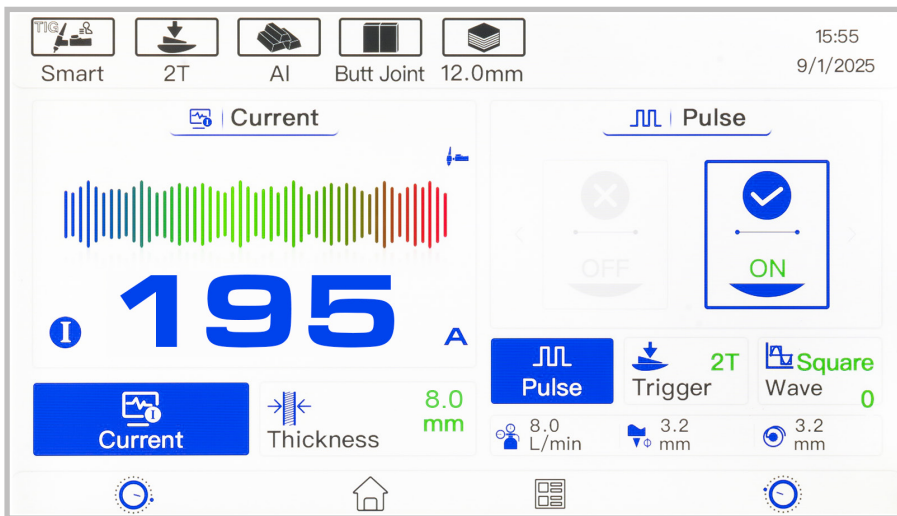 TIG
Smart
2T
Al
Butt Joint
12.0mm
15:55
9/1/2025
Current
Pulse
195
A
OFF
ON
Current
Thickness
8.0
mm
Pulse
2T
Trigger
Square
Wave
0
8.0
L/min
3.2
mm
3.2
mm